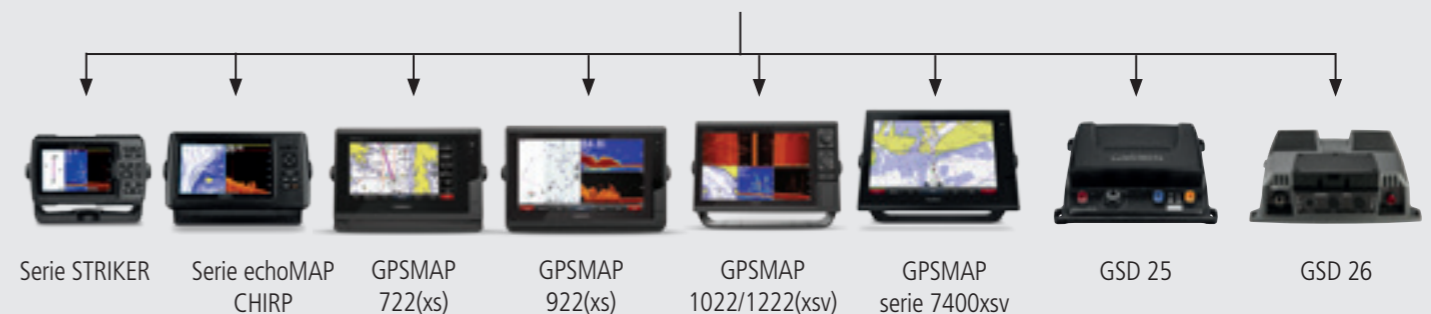 Serie STRIKER
Serie echoMAP
CHIRP
GPSMAP
722(xs)
GPSMAP
922(xs)
GPSMAP
1022/1222(xsv)
GPSMAP
serie 7400xsv
GSD 25
GSD 26